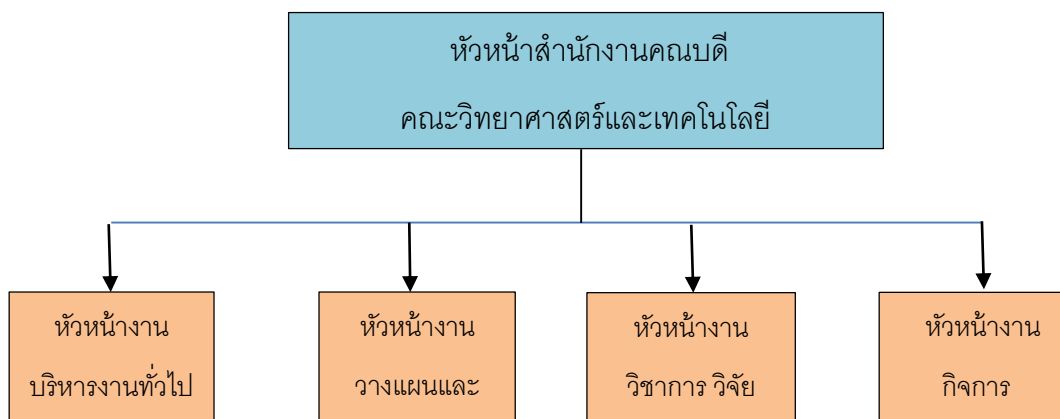 หัวหน้าสำนักงานคณบดี
คณะวิทยาศาสตร์และเทคโนโลยี
หัวหน้างาน
บริหารงานทั่วไป
หัวหน้างาน
วางแผนและ
หัวหน้างาน
วิชาการ วิจัย
หัวหน้างาน
กิจการ